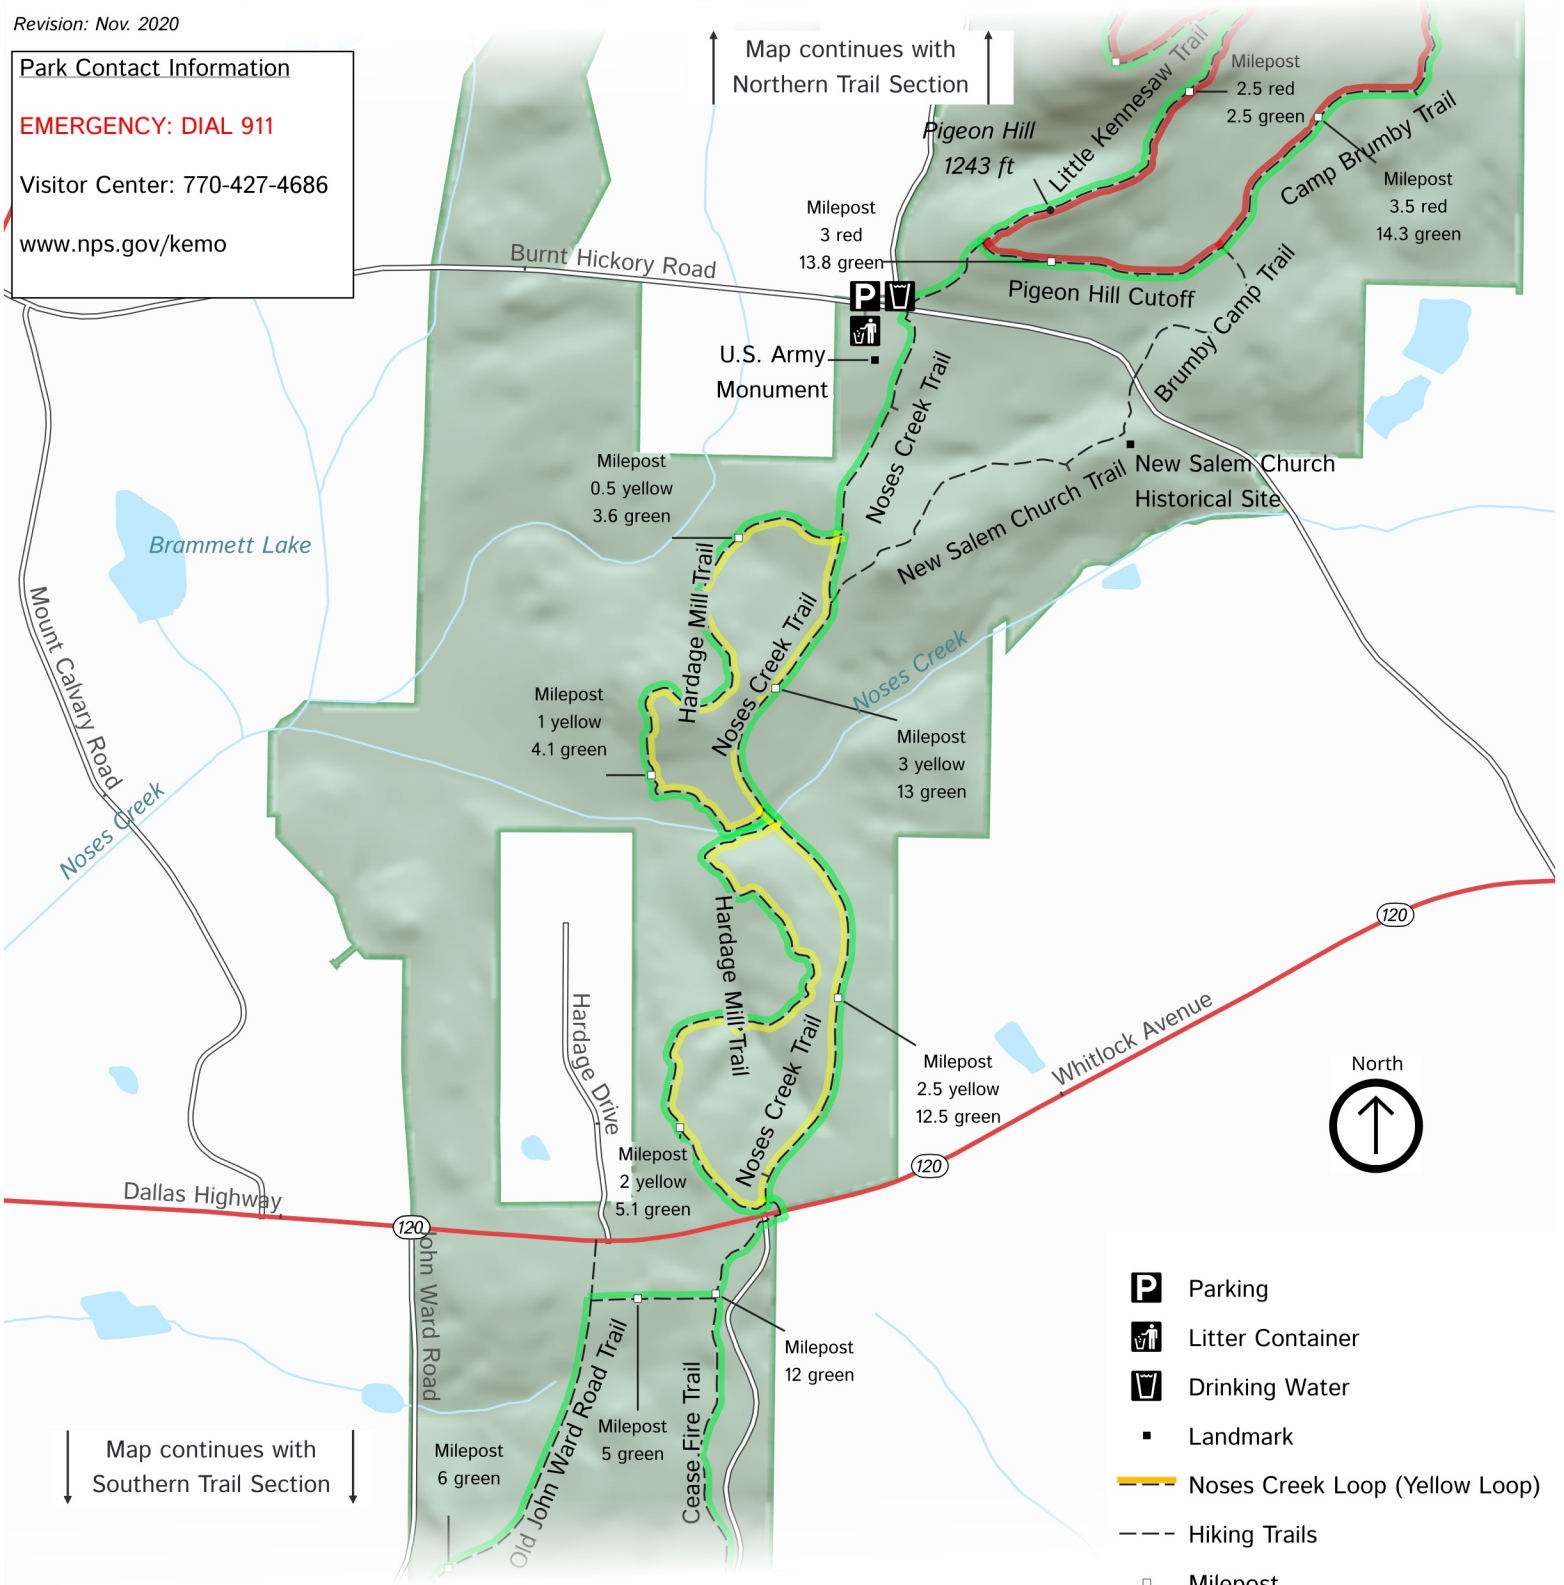 Revision: Nov. 2020
Park Contact Information
EMERGENCY: DIAL 911
Visitor Center: 770-427-4686
www.nps.gov/kemo
Map continues with
Northern Trail Section
Little Kennesaw Trail
Milepost
2.5 red
2.5 green
Pigeon Hill
1243 ft
Camp Brumby Trail
Milepost
3.5 red
14.3 green
Milepost
3 red
13.8 green
Burnt Hickory Road
Pigeon Hill Cutoff
Brumby Camp Trail
P
U.S. Army
Monument
Noses Creek Trail
New Salem Church
Historical Site
New Salem Church Trail
Milepost
0.5 yellow
3.6 green
Brammett Lake
Hardage Mill Trail
Noses Creek Trail
Noses Creek
Mount Calvary Road
Milepost
1 yellow
4.1 green
Milepost
3 yellow
13 green
Noses Creek
Hardage Mill Trail
120
Hardage Drive
Noses Creek Trail
Whitlock Avenue
Milepost
2.5 yellow
12.5 green
North
Milepost
2 yellow
5.1 green
120
Dallas Highway
120
John Ward Road
Old John Ward Road Trail
Cease Fire Trail
Milepost
12 green
Milepost
5 green
Milepost
6 green
Map continues with
Southern Trail Section
P
Parking
Litter Container
Drinking Water
Landmark
Noses Creek Loop (Yellow Loop)
Hiking Trails
Milepost